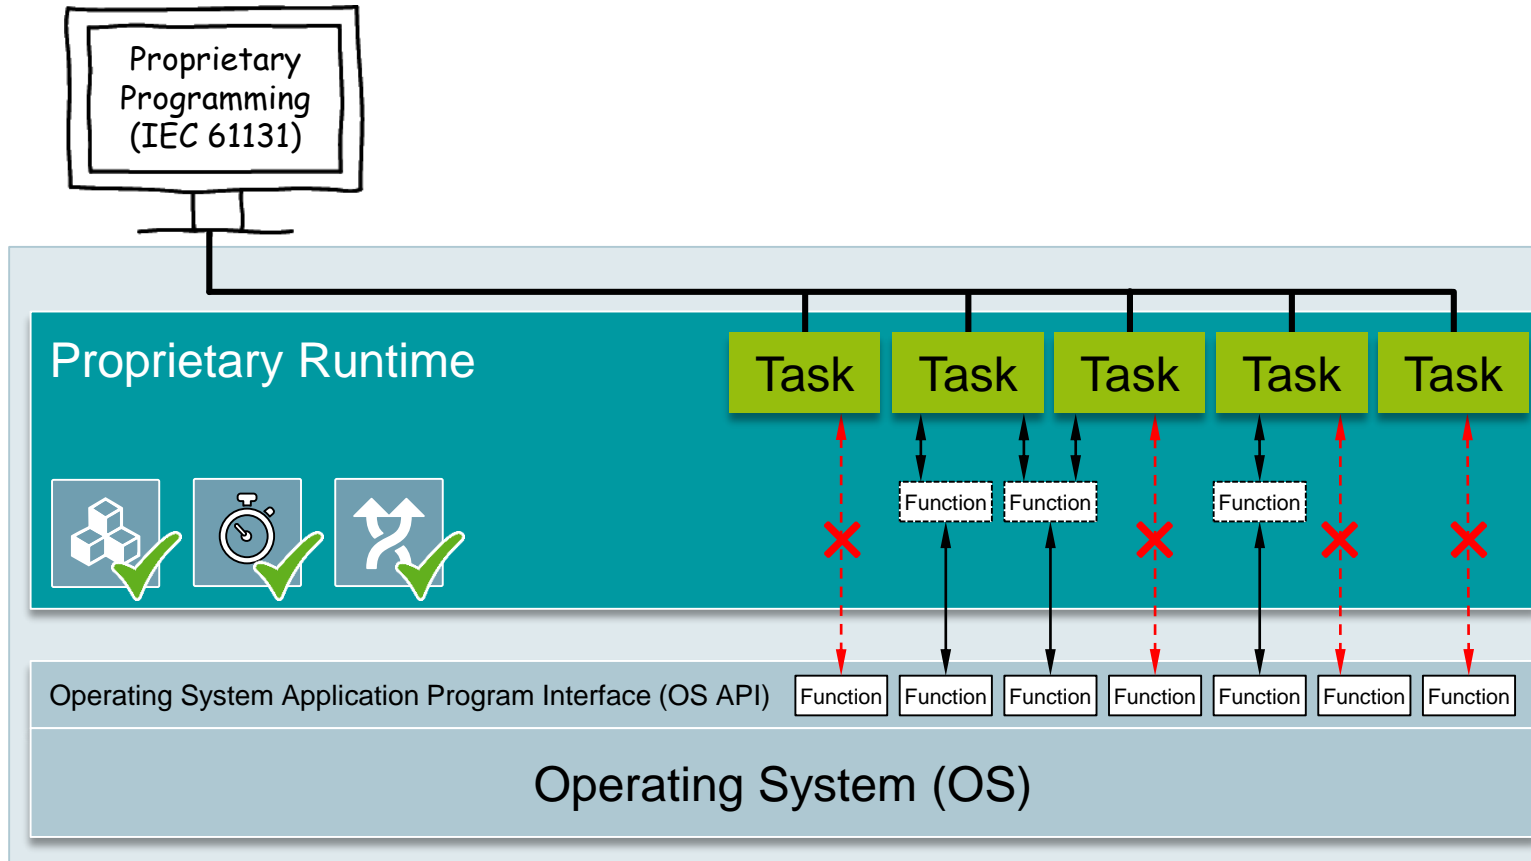 Proprietary
Programming
(IEC 61131)
Proprietary Runtime
Task Task Task Task Task
Function Function Function
Operating System Application Program Interface (OS API) Function Function Function Function Function Function Function
Operating System (OS)